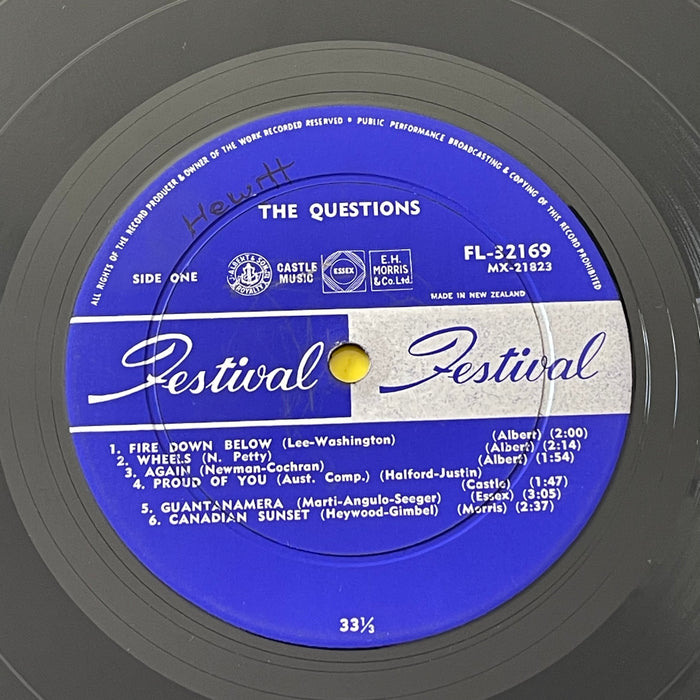 ALL RIGHTS OF THE RECORD PRODUCER & OWNER OF THE WORK RECORDED RESERVED • PUBLIC PERFORMANCE BROADCASTING & COPYING OF THIS RECORD PROHIBITED
Hewitt
THE QUESTIONS
SIDE ONE
J. ALBERT & SON
ROYALTY
CASTLE MUSIC
ESSEX
E.H. MORRIS & Co. Ltd.
FL-32169
MX-21823
MADE IN NEW ZEALAND
Festival Festival
1. FIRE DOWN BELOW (Lee-Washington) (Albert) (2:00)
2. WHEELS (N. Petty) (Albert) (2:14)
3. AGAIN (Newman-Cochran) (Albert) (1:54)
4. PROUD OF YOU (Aust. Comp.) (Halford-Justin) (Castle) (1:47)
5. GUANTANAMERA (Marti-Angulo-Seeger) (Essex) (3:05)
6. CANADIAN SUNSET (Heywood-Gimbel) (Morris) (2:37)
33⅓